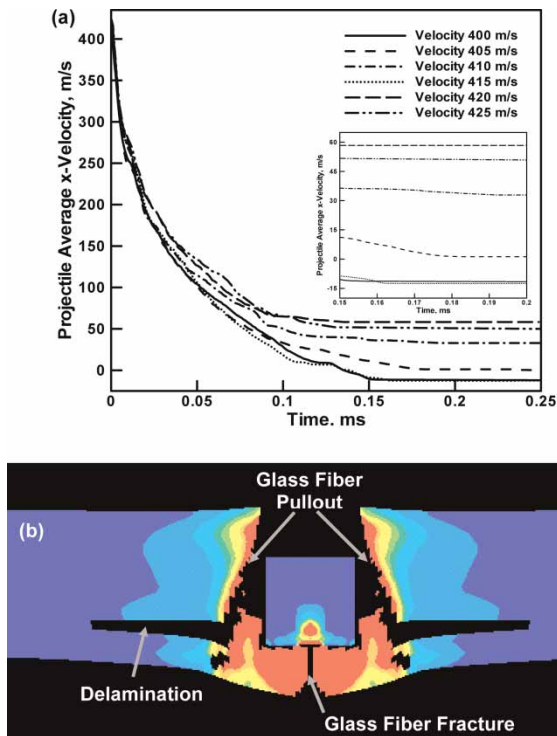 (a)
Velocity 400 m/s
Velocity 405 m/s
Velocity 410 m/s
Velocity 415 m/s
Velocity 420 m/s
Velocity 425 m/s
Projectile Average x-Velocity, m/s
400
350
300
250
200
150
100
50
0
0
0.05
0.1
0.15
0.2
0.25
Time. ms
Projectile Average x-Velocity, m/s
60
45
30
15
0
-15
0.15
0.16
0.17
0.18
0.19
0.2
Time, ms
(b)
Glass Fiber
Pullout
Delamination
Glass Fiber Fracture